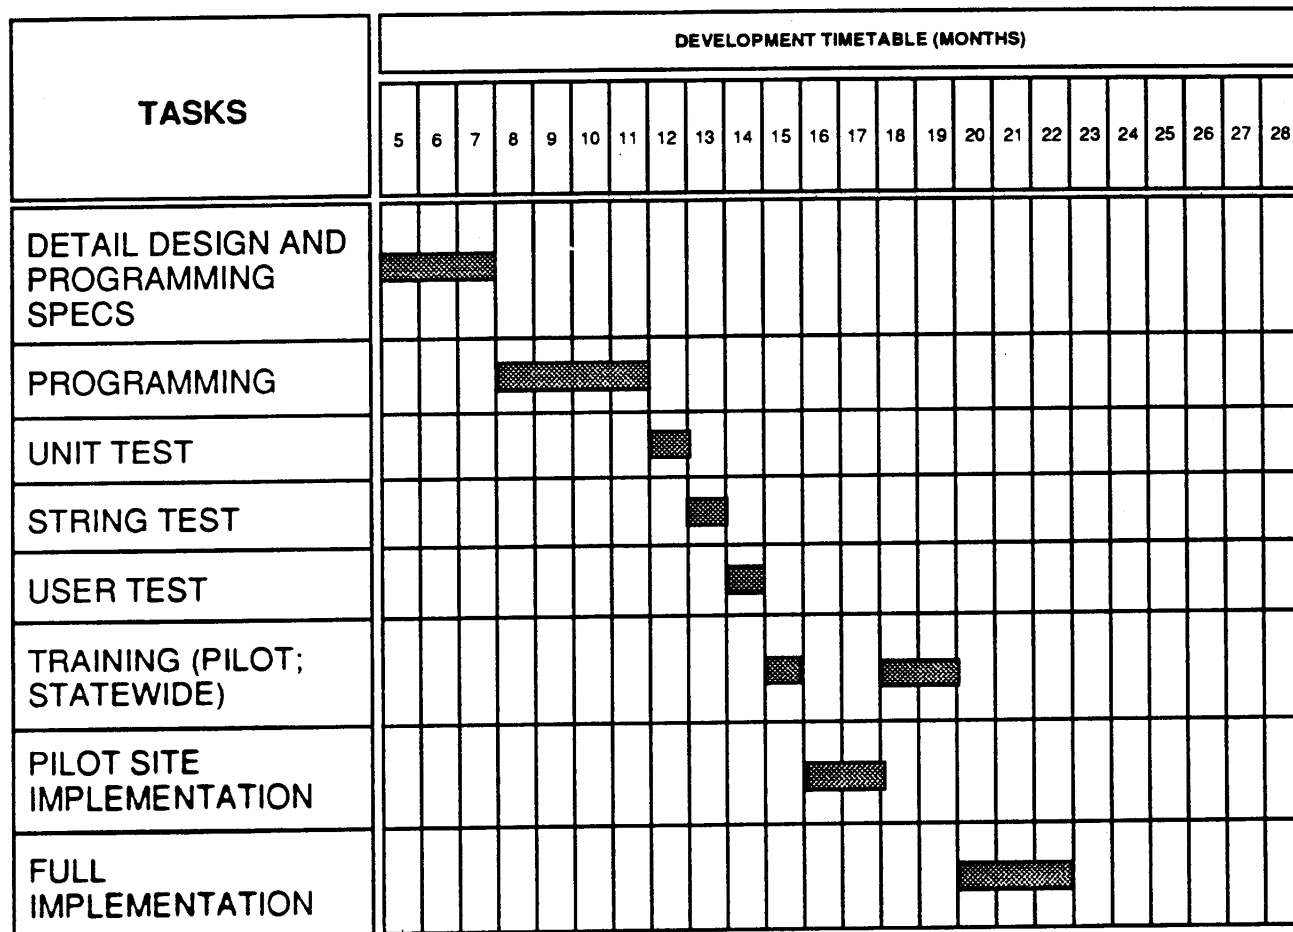 TASKS
DEVELOPMENT TIMETABLE (MONTHS)
5 6 7 8 9 10 11 12 13 14 15 16 17 18 19 20 21 22 23 24 25 26 27 28
DETAIL DESIGN AND
PROGRAMMING
SPECS
PROGRAMMING
UNIT TEST
STRING TEST
USER TEST
TRAINING (PILOT;
STATEWIDE)
PILOT SITE
IMPLEMENTATION
FULL
IMPLEMENTATION